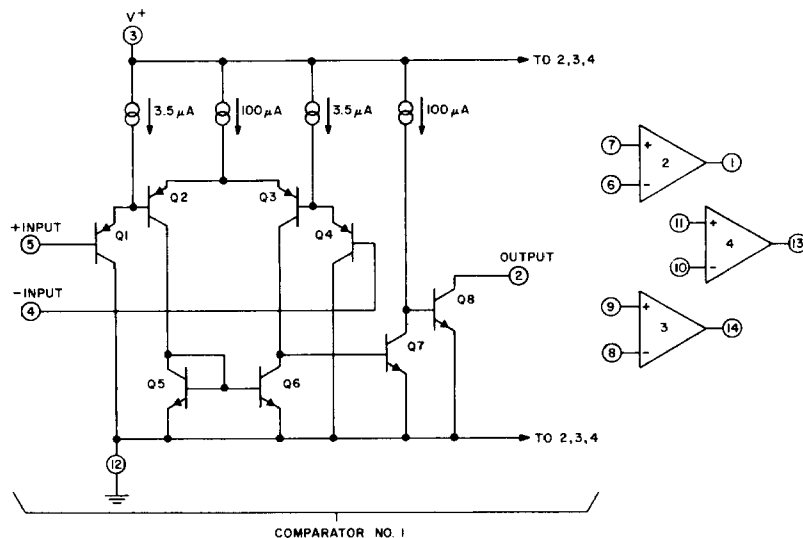 V+
3
TO 2,3,4
3.5μA
100μA
3.5μA
100μA
Q2
Q3
Q1
Q4
+INPUT
5
-INPUT
4
OUTPUT
2
Q8
Q7
Q5
Q6
12
TO 2,3,4
COMPARATOR NO. 1
7
+
6
-
2
1
11
+
10
-
4
13
9
+
8
-
3
14